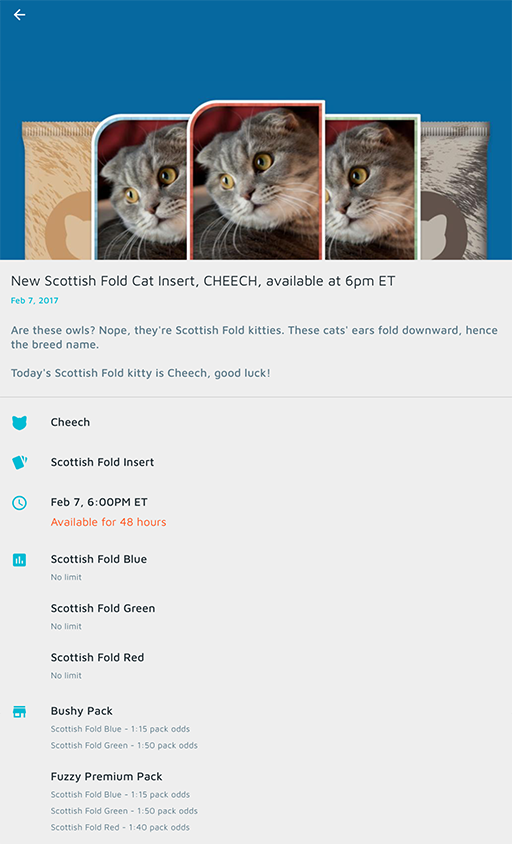 New Scottish Fold Cat Insert, CHEECH, available at 6pm ET
Feb 7, 2017
Are these owls? Nope, they're Scottish Fold kitties. These cats' ears fold downward, hence
the breed name.
Today's Scottish Fold kitty is Cheech, good luck!
Cheech
Scottish Fold Insert
Feb 7, 6:00PM ET
Available for 48 hours
Scottish Fold Blue
No limit
Scottish Fold Green
No limit
Scottish Fold Red
No limit
Bushy Pack
Scottish Fold Blue - 1:15 pack odds
Scottish Fold Green - 1:50 pack odds
Fuzzy Premium Pack
Scottish Fold Blue - 1:15 pack odds
Scottish Fold Green - 1:50 pack odds
Scottish Fold Red - 1:40 pack odds